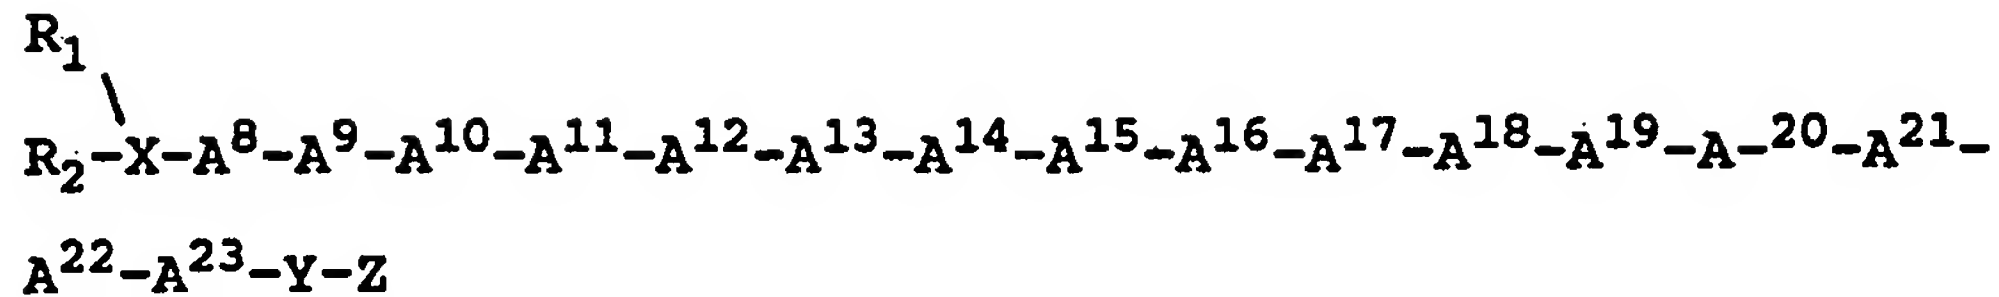 R₁
R₂-X-A⁸-A⁹-A¹⁰-A¹¹-A¹²-A¹³-A¹⁴-A¹⁵-A¹⁶-A¹⁷-A¹⁸-A¹⁹-A-²⁰-A²¹-
A²²-A²³-Y-Z